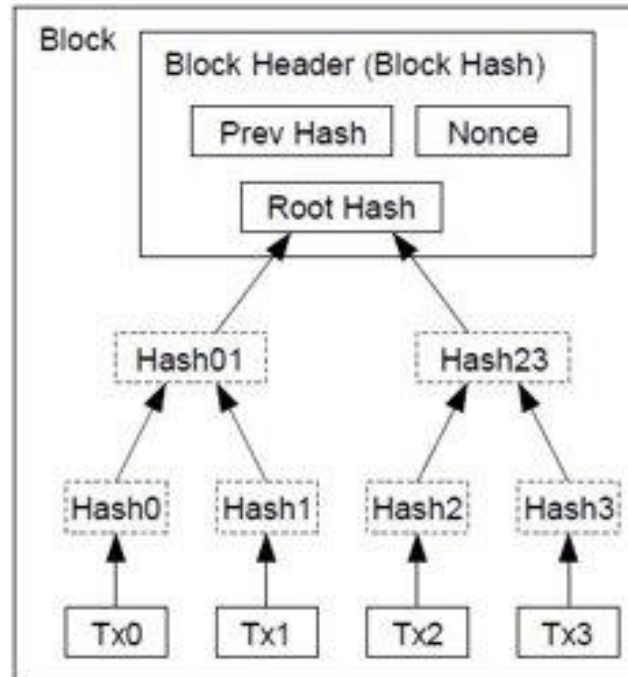 Block
Block Header (Block Hash)
Prev Hash Nonce
Root Hash
Hash01 Hash23
Hash0 Hash1 Hash2 Hash3
Tx0 Tx1 Tx2 Tx3